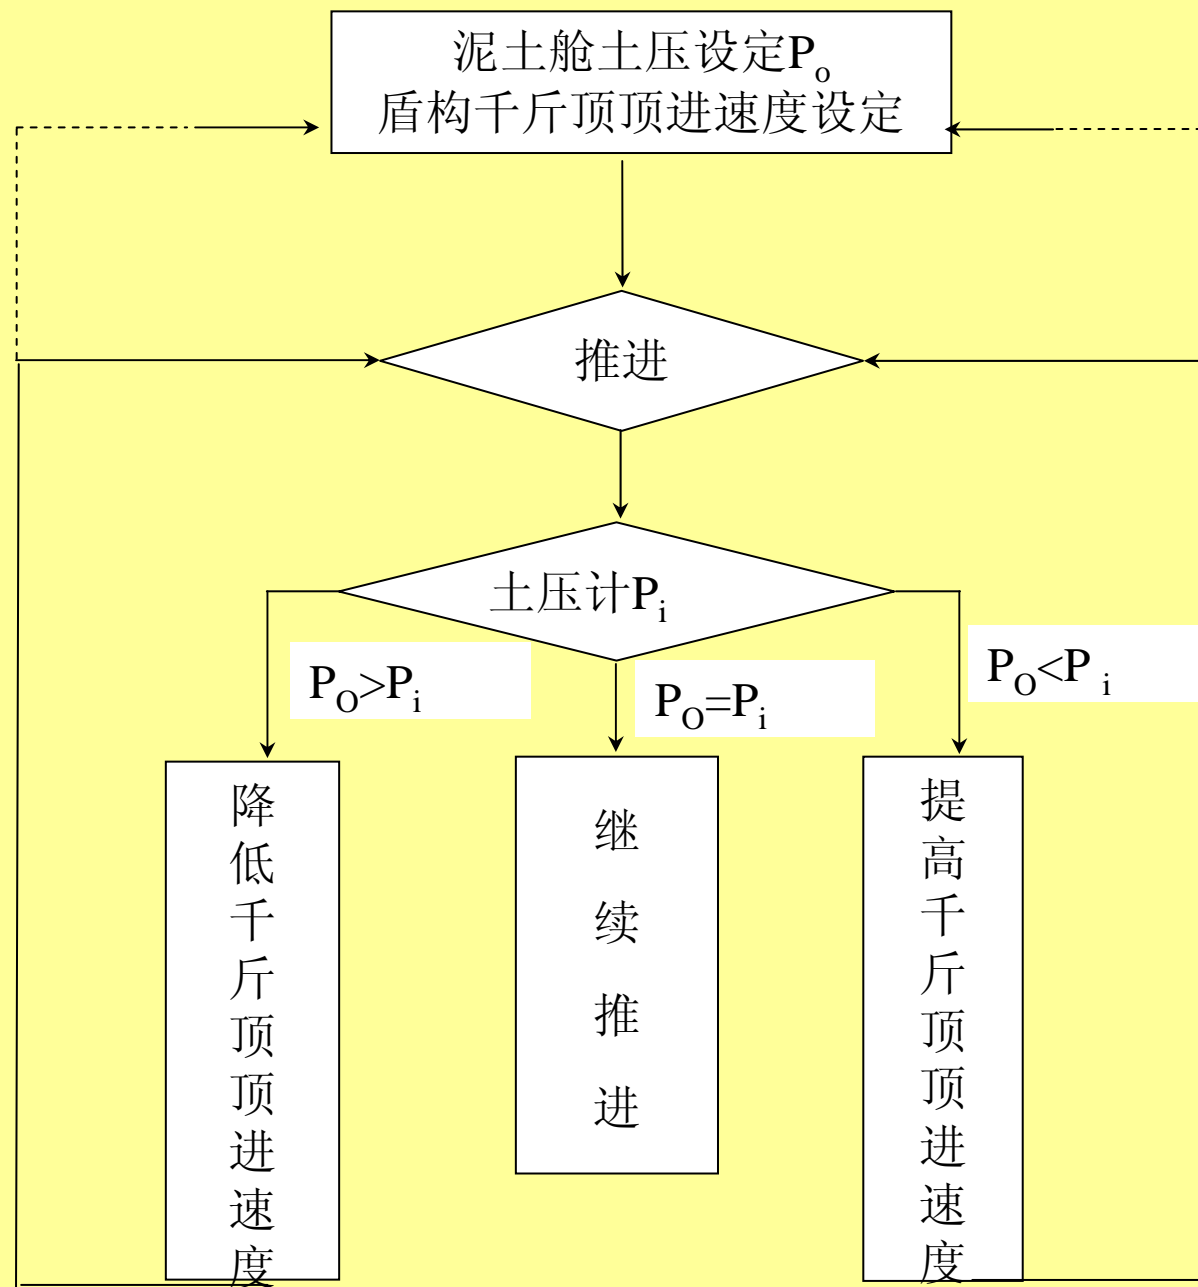 泥土舱土压设定Po
盾构千斤顶顶进速度设定
推进
土压计Pi
PO>Pi
PO=Pi
PO<P i
降低千斤顶顶进速度
继续推进
提高千斤顶顶进速度